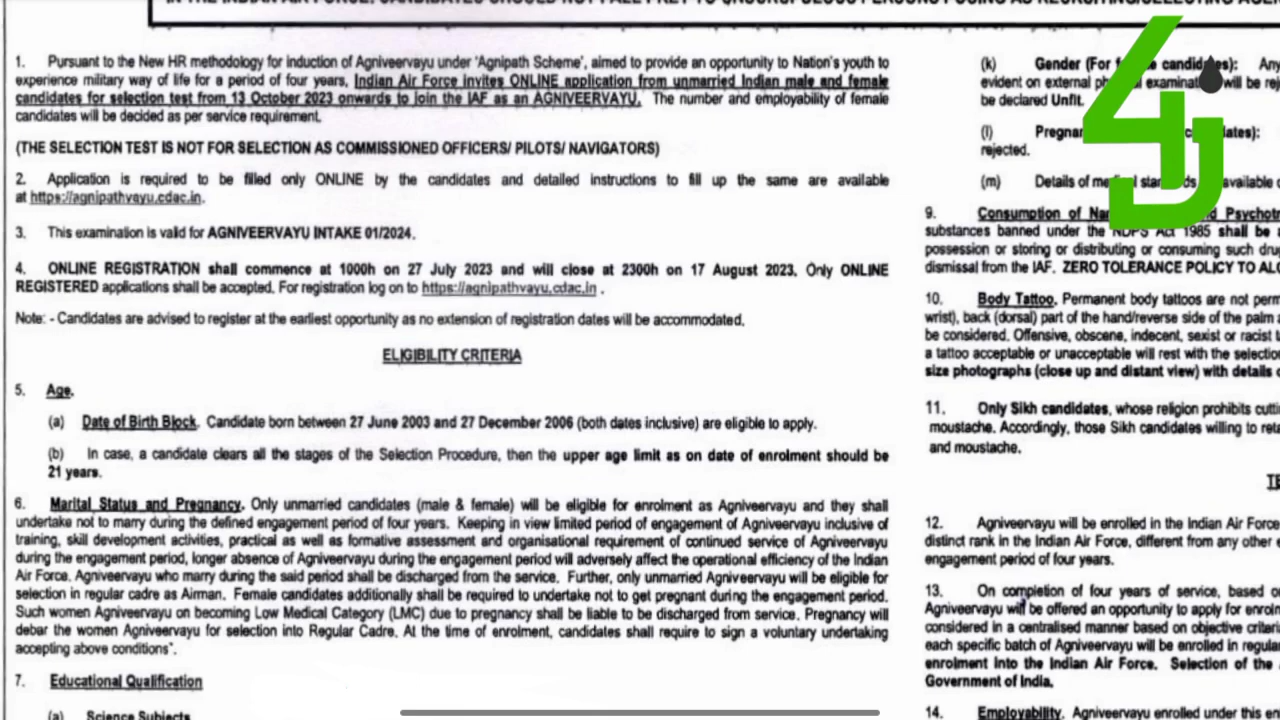 1. Pursuant to the New HR methodology for induction of Agniveervayu under 'Agnipath Scheme', aimed to provide an opportunity to Nation's youth to
experience military way of life for a period of four years, Indian Air Force invites ONLINE application from unmarried Indian male and female
candidates for selection test from 13 October 2023 onwards to join the IAF as an AGNIVEERVAYU. The number and employability of female
candidates will be decided as per service requirement.
(THE SELECTION TEST IS NOT FOR SELECTION AS COMMISSIONED OFFICERS/ PILOTS/ NAVIGATORS)
2. Application is required to be filled only ONLINE by the candidates and detailed instructions to fill up the same are available
at https://agnipathvayu.cdac.in.
3. This examination is valid for AGNIVEERVAYU INTAKE 01/2024.
4. ONLINE REGISTRATION shall commence at 1000h on 27 July 2023 and will close at 2300h on 17 August 2023. Only ONLINE
REGISTERED applications shall be accepted. For registration log on to https://agnipathvayu.cdac.in .
Note: - Candidates are advised to register at the earliest opportunity as no extension of registration dates will be accommodated.
ELIGIBILITY CRITERIA
5. Age.
(a) Date of Birth Block. Candidate born between 27 June 2003 and 27 December 2006 (both dates inclusive) are eligible to apply.
(b) In case, a candidate clears all the stages of the Selection Procedure, then the upper age limit as on date of enrolment should be
21 years.
6. Marital Status and Pregnancy. Only unmarried candidates (male & female) will be eligible for enrolment as Agniveervayu and they shall
undertake not to marry during the defined engagement period of four years. Keeping in view limited period of engagement of Agniveervayu inclusive of
training, skill development activities, practical as well as formative assessment and organisational requirement of continued service of Agniveervayu
during the engagement period, longer absence of Agniveervayu during the engagement period will adversely affect the operational efficiency of the Indian
Air Force. Agniveervayu who marry during the said period shall be discharged from the service. Further, only unmarried Agniveervayu will be eligible for
selection in regular cadre as Airman. Female candidates additionally shall be required to undertake not to get pregnant during the engagement period.
Such women Agniveervayu on becoming Low Medical Category (LMC) due to pregnancy shall be liable to be discharged from service. Pregnancy will
debar the women Agniveervayu for selection into Regular Cadre. At the time of enrolment, candidates shall require to sign a voluntary undertaking
accepting above conditions".
7. Educational Qualification
(a) Science Subjects
(k) Gender (For candidates): Any
evident on external will be
be declared Unfit.
(l)
rejected.
(m) Details of available
9. Consumption of
substances banned under the NDPS Act 1985 shall be
possession or storing or distributing or consuming such
dismissal from the IAF. ZERO TOLERANCE POLICY TO
10. Body Tattoo. Permanent body tattoos are not
wrist), back (dorsal) part of the hand/reverse side of the palm
be considered. Offensive, obscene, indecent, sexist or racist
a tattoo acceptable or unacceptable will rest with the
size photographs (close up and distant view) with details
11. Only Sikh candidates, whose religion prohibits
moustache. Accordingly, those Sikh candidates willing to
and moustache.
12. Agniveervayu will be enrolled in the Indian Air Force
distinct rank in the Indian Air Force, different from any other
engagement period of four years.
13. On completion of four years of service, based
Agniveervayu will be offered an opportunity to apply for
considered in a centralised manner based on objective
each specific batch of Agniveervayu will be enrolled in
enrolment into the Indian Air Force. Selection of the
Government of India.
14. Employability. Agniveervayu enrolled under this